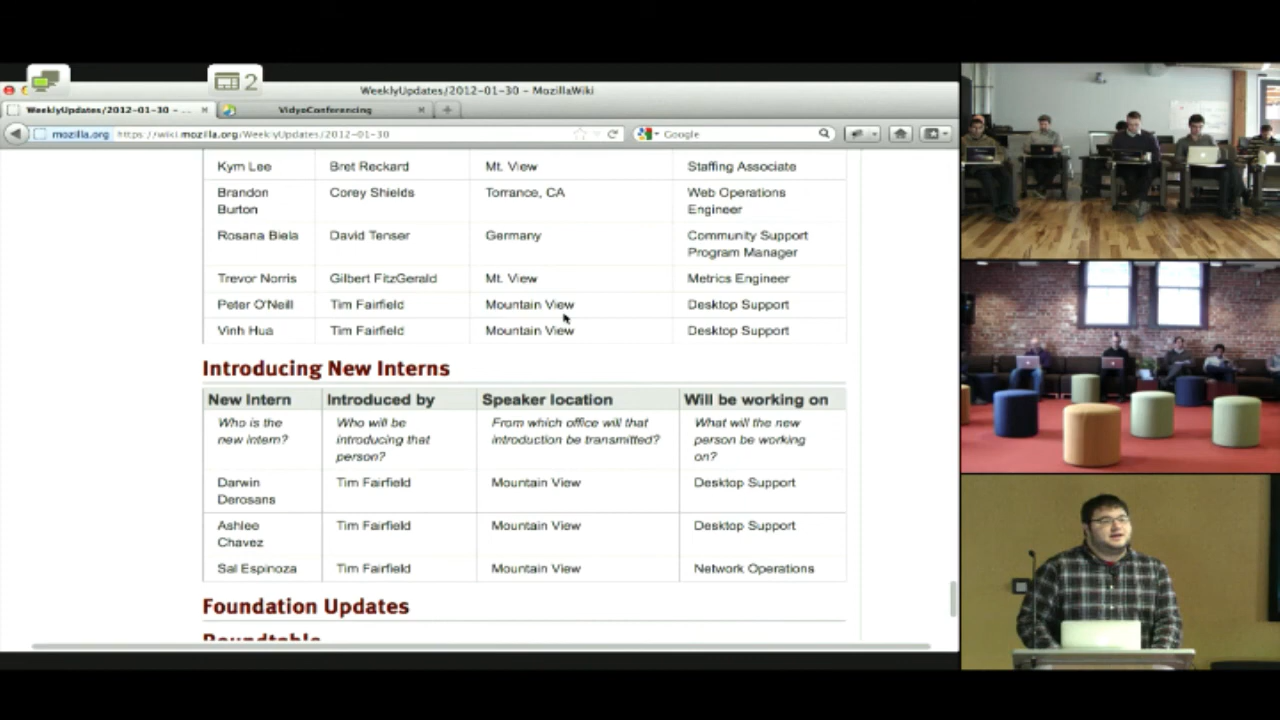 2
WeeklyUpdates/2012-01-30 – MozillaWiki
WeeklyUpdates/2012-01-30 – ...
VidyoConferencing
mozilla.org https://wiki.mozilla.org/WeeklyUpdates/2012-01-30
Google
Kym Lee Bret Reckard Mt. View Staffing Associate
Brandon Corey Shields Torrance, CA Web Operations
Burton Engineer
Rosana Biela David Tenser Germany Community Support
Program Manager
Trevor Norris Gilbert FitzGerald Mt. View Metrics Engineer
Peter O'Neill Tim Fairfield Mountain View Desktop Support
Vinh Hua Tim Fairfield Mountain View Desktop Support
Introducing New Interns
New Intern Introduced by Speaker location Will be working on
Who is the Who will be From which office will that What will the new
new intern? introducing that introduction be transmitted? person be working
person? on?
Darwin Tim Fairfield Mountain View Desktop Support
Derosans
Ashlee Tim Fairfield Mountain View Desktop Support
Chavez
Sal Espinoza Tim Fairfield Mountain View Network Operations
Foundation Updates
Roundtable